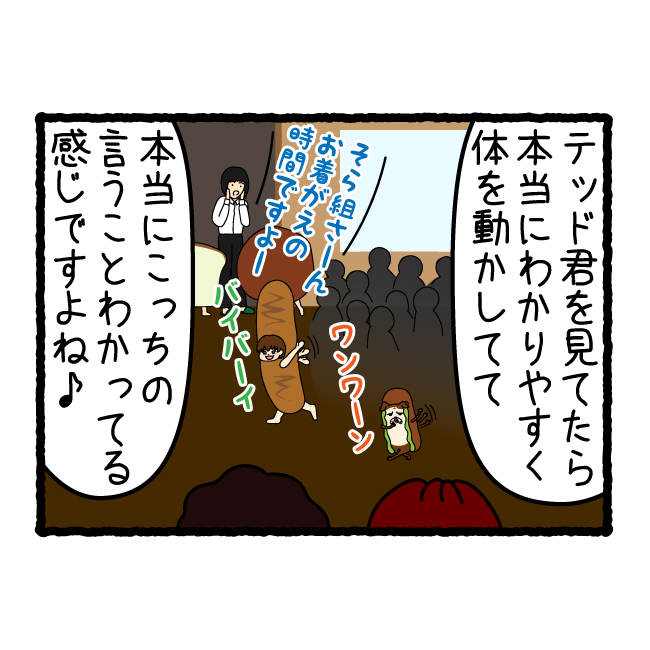 テッド君を見てたら
本当にわかりやすく
体を動かしてて
そら組さーん
お着がえの
時間ですよー
バイバーイ
ワンワーン
本当にこっちの
言うことわかってる
感じですよね♪